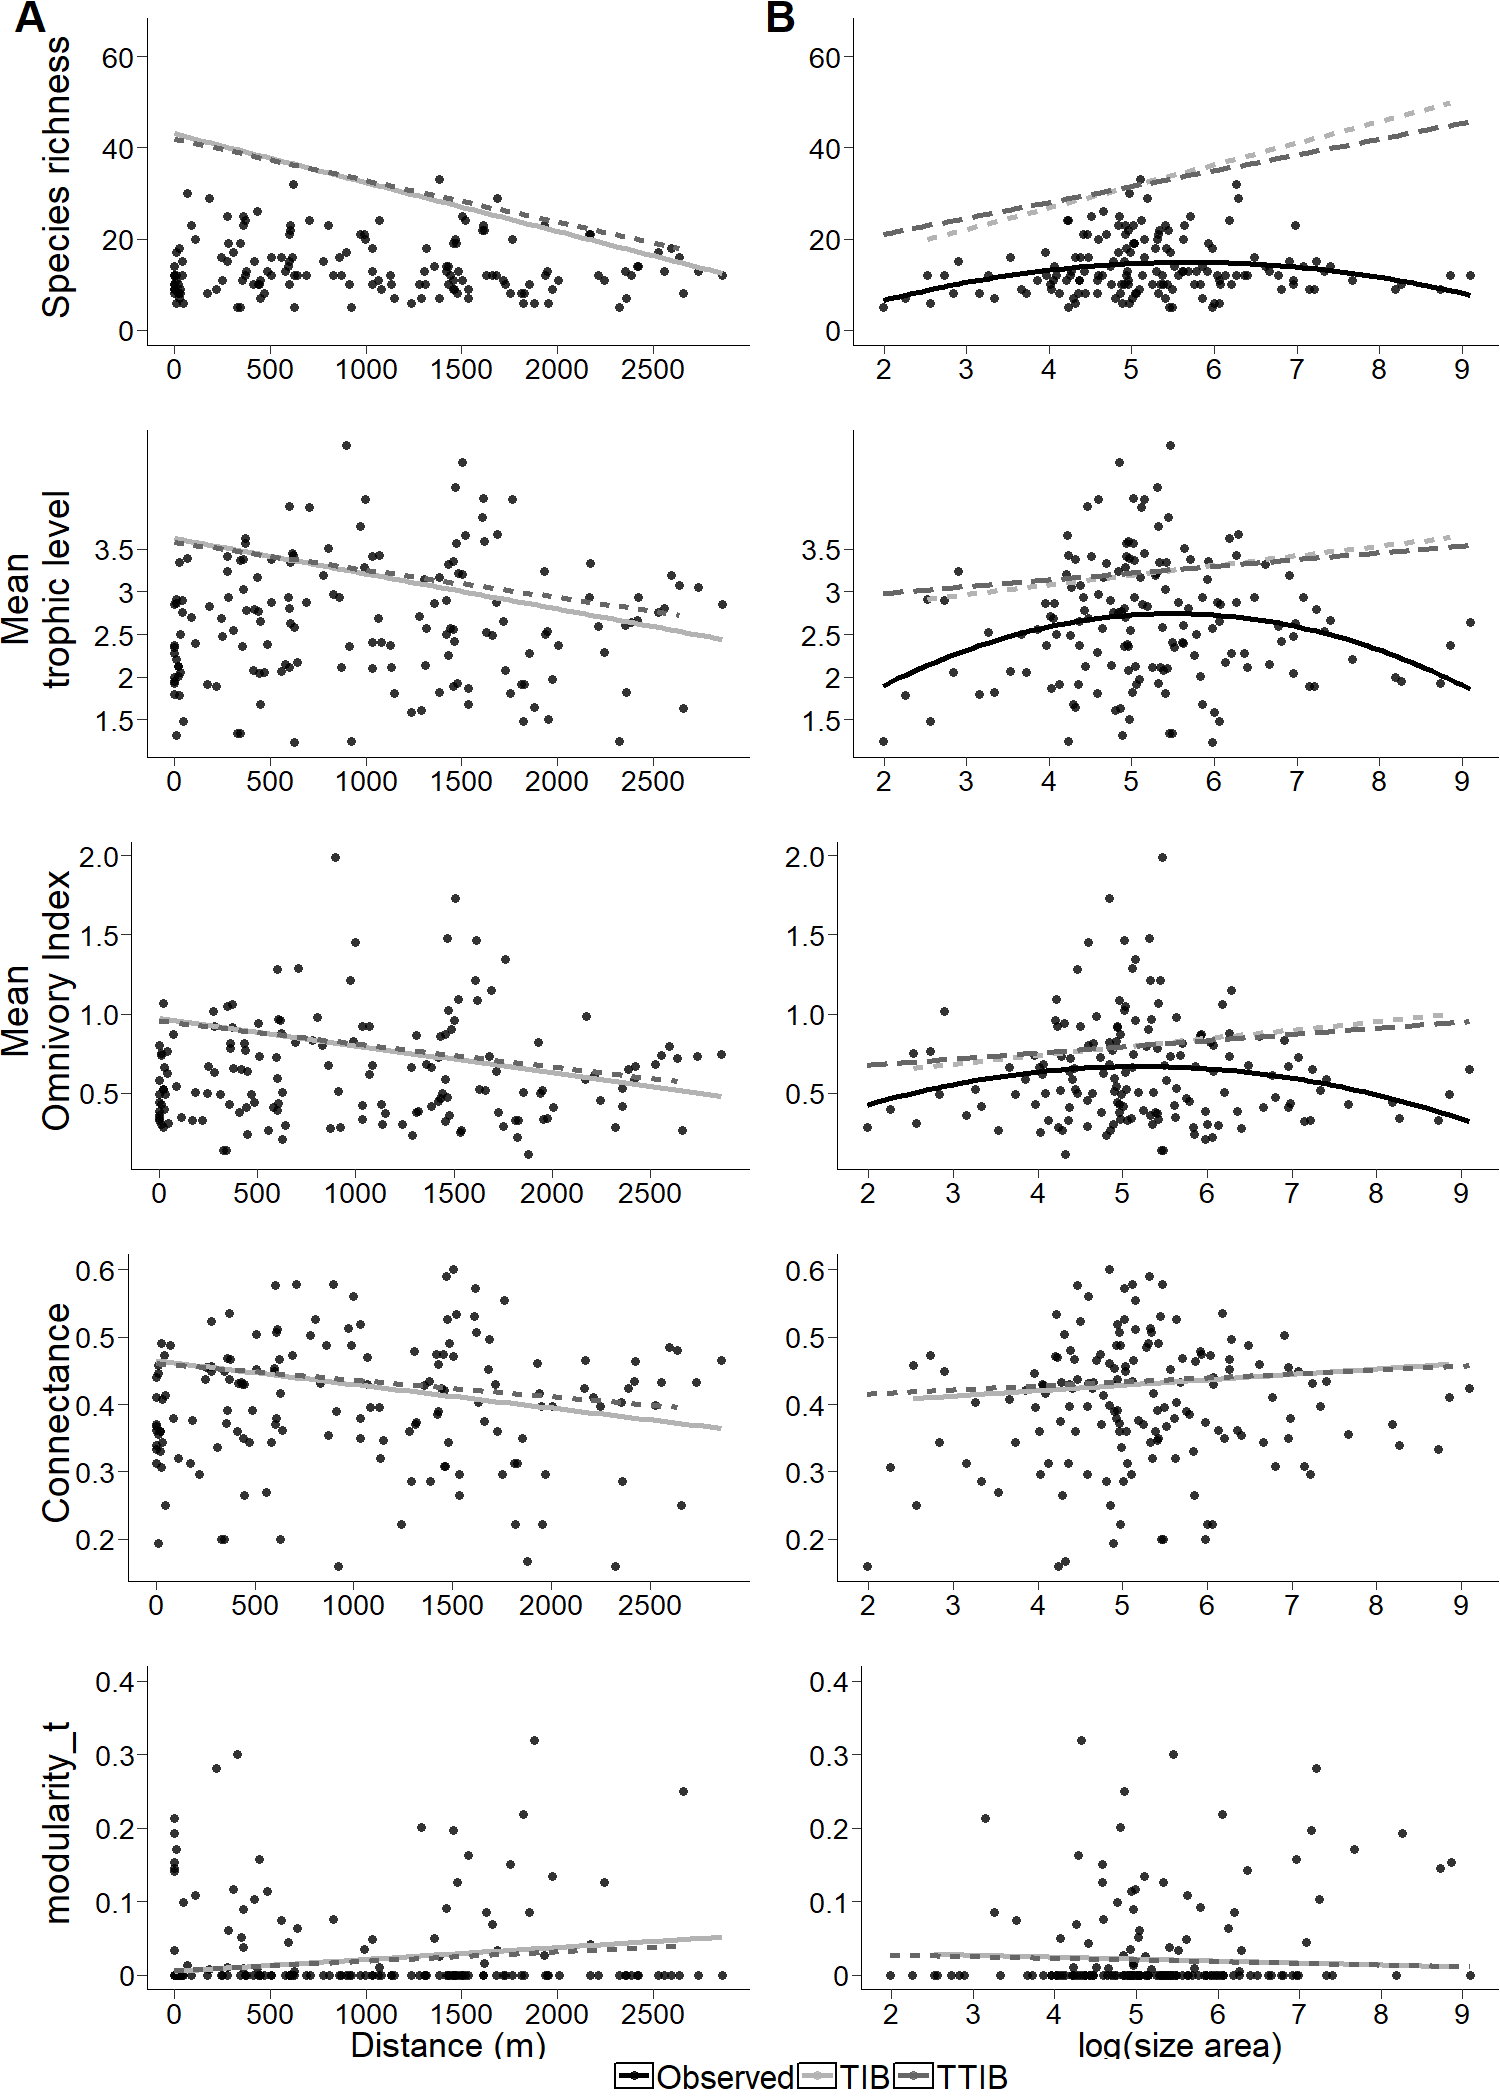 A
B
Species richness
60
40
20
0
0 500 1000 1500 2000 2500
60
40
20
0
2 3 4 5 6 7 8 9
Mean
trophic level
3.5
3
2.5
2
1.5
0 500 1000 1500 2000 2500
3.5
3
2.5
2
1.5
2 3 4 5 6 7 8 9
Mean
Omnivory Index
2.0
1.5
1.0
0.5
0 500 1000 1500 2000 2500
2.0
1.5
1.0
0.5
2 3 4 5 6 7 8 9
Connectance
0.6
0.5
0.4
0.3
0.2
0 500 1000 1500 2000 2500
0.6
0.5
0.4
0.3
0.2
2 3 4 5 6 7 8 9
modularity_t
0.4
0.3
0.2
0.1
0
0 500 1000 1500 2000 2500
Distance (m)
0.4
0.3
0.2
0.1
0
2 3 4 5 6 7 8 9
log(size area)
Observed TIB TTIB